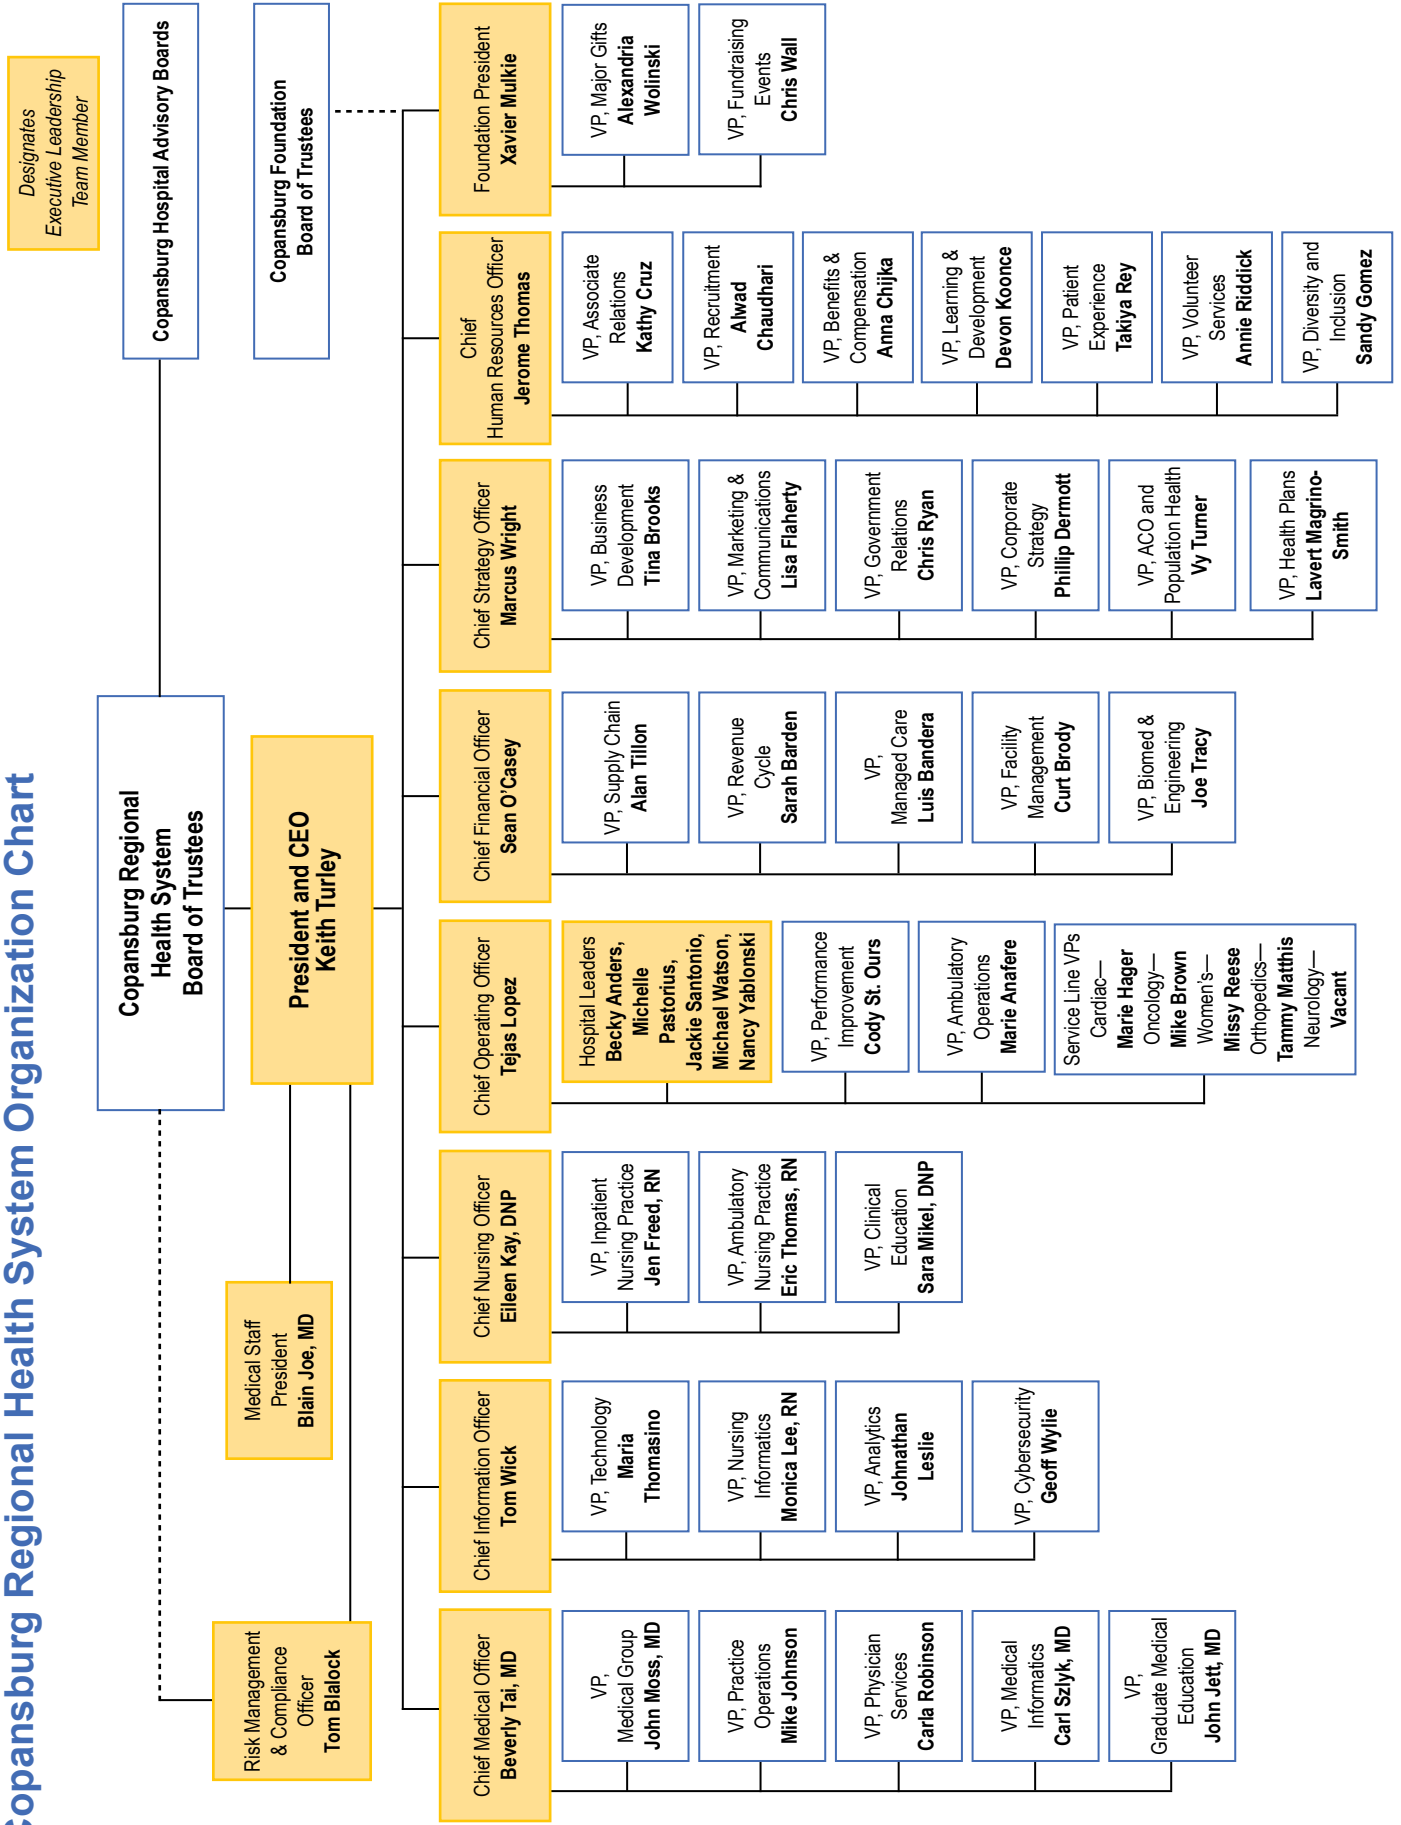 Copansburg Regional Health System Organization Chart
Designates
Executive Leadership
Team Member
Copansburg Regional
Health System
Board of Trustees
Copansburg Hospital Advisory Boards
Risk Management
& Compliance
Officer
Tom Blalock
Medical Staff
President
Blain Joe, MD
President and CEO
Keith Turley
Copansburg Foundation
Board of Trustees
Chief Medical Officer
Beverly Tai, MD
VP,
Medical Group
John Moss, MD
VP, Practice
Operations
Mike Johnson
VP, Physician
Services
Carla Robinson
VP, Medical
Informatics
Carl Szlyk, MD
VP,
Graduate Medical
Education
John Jett, MD
Chief Information Officer
Tom Wick
VP, Technology
Maria
Thomasino
VP, Nursing
Informatics
Monica Lee, RN
VP, Analytics
Johnathan
Leslie
VP, Cybersecurity
Geoff Wylie
Chief Nursing Officer
Eileen Kay, DNP
VP, Inpatient
Nursing Practice
Jen Freed, RN
VP, Ambulatory
Nursing Practice
Eric Thomas, RN
VP, Clinical
Education
Sara Mikel, DNP
Chief Operating Officer
Tejas Lopez
Hospital Leaders
Becky Anders,
Michelle
Pastorius,
Jackie Santonio,
Michael Watson,
Nancy Yablonski
VP, Performance
Improvement
Cody St. Ours
VP, Ambulatory
Operations
Marie Anafere
Service Line VPs
Cardiac—
Marie Hager
Oncology—
Mike Brown
Women's—
Missy Reese
Orthopedics—
Tammy Matthis
Neurology—
Vacant
Chief Financial Officer
Sean O'Casey
VP, Supply Chain
Alan Tillon
VP, Revenue
Cycle
Sarah Barden
VP,
Managed Care
Luis Bandera
VP, Facility
Management
Curt Brody
VP, Biomed &
Engineering
Joe Tracy
Chief Strategy Officer
Marcus Wright
VP, Business
Development
Tina Brooks
VP, Marketing &
Communications
Lisa Flaherty
VP, Government
Relations
Chris Ryan
VP, Corporate
Strategy
Phillip Dermott
VP, ACO and
Population Health
Vy Turner
VP, Health Plans
Lavert Magrino-
Smith
Chief
Human Resources Officer
Jerome Thomas
VP, Associate
Relations
Kathy Cruz
VP, Recruitment
Alwad
Chaudhari
VP, Benefits &
Compensation
Anna Chijka
VP, Learning &
Development
Devon Koonce
VP, Patient
Experience
Takiya Rey
VP, Volunteer
Services
Annie Riddick
VP, Diversity and
Inclusion
Sandy Gomez
Foundation President
Xavier Mulkie
VP, Major Gifts
Alexandria
Wolinski
VP, Fundraising
Events
Chris Wall